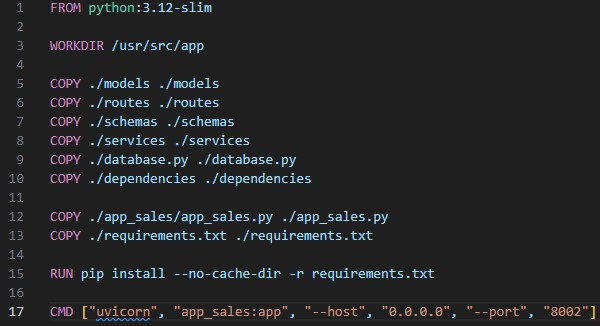 1 FROM python:3.12-slim
2
3 WORKDIR /usr/src/app
4
5 COPY ./models ./models
6 COPY ./routes ./routes
7 COPY ./schemas ./schemas
8 COPY ./services ./services
9 COPY ./database.py ./database.py
10 COPY ./dependencies ./dependencies
11
12 COPY ./app_sales/app_sales.py ./app_sales.py
13 COPY ./requirements.txt ./requirements.txt
14
15 RUN pip install --no-cache-dir -r requirements.txt
16
17 CMD ["uvicorn", "app_sales:app", "--host", "0.0.0.0", "--port", "8002"]